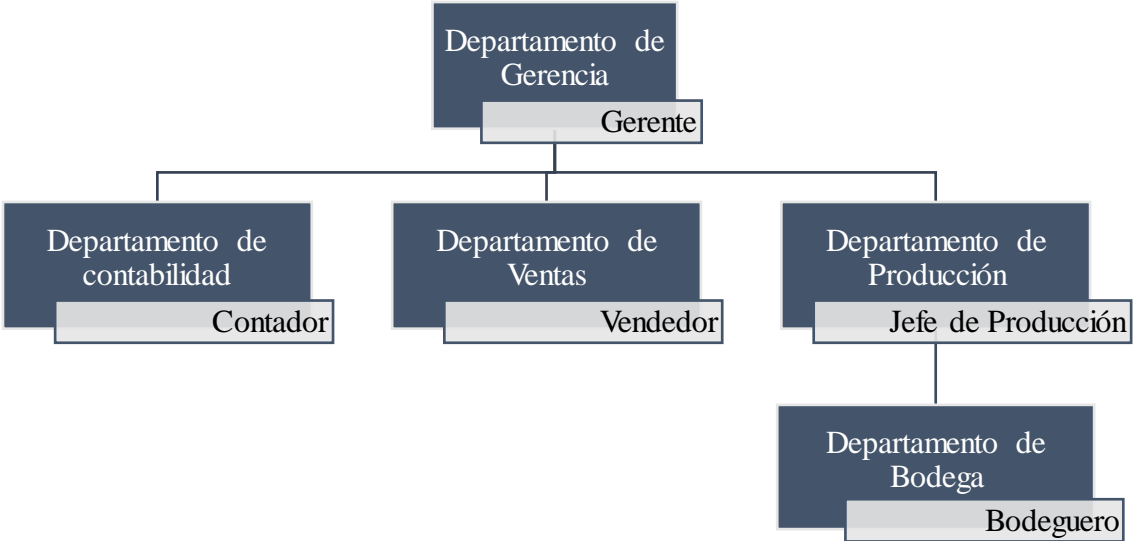 Departamento de
Gerencia
Gerente
Departamento de
contabilidad
Contador
Departamento de
Ventas
Vendedor
Departamento de
Producción
Jefe de Producción
Departamento de
Bodega
Bodeguero